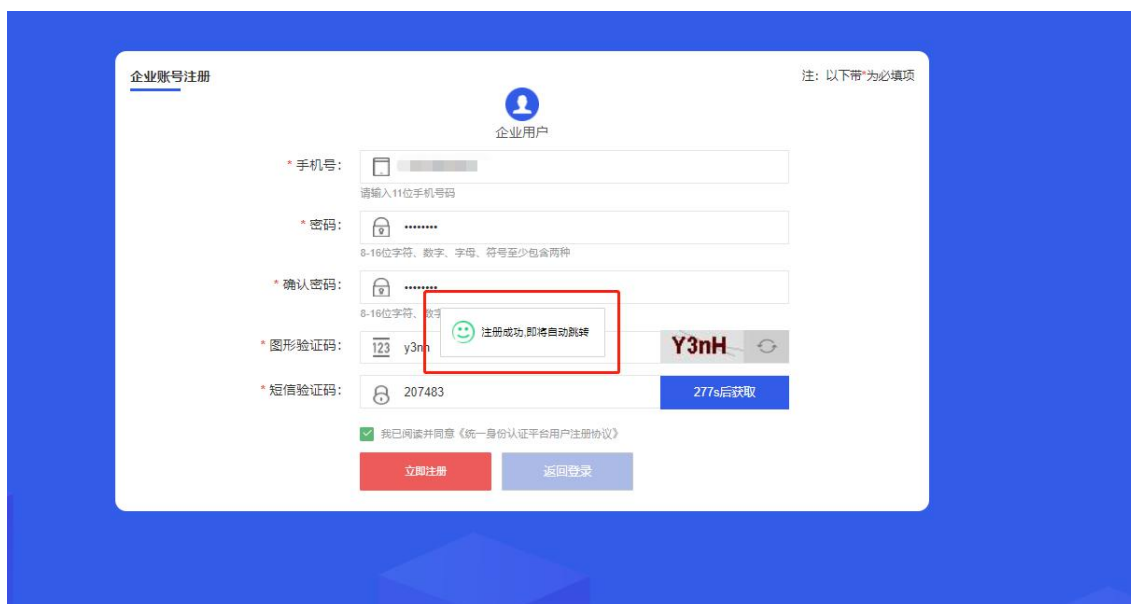 企业账号注册
注：以下带*为必填项
企业用户
* 手机号：
请输入11位手机号码
* 密码：
••••••••
8-16位字符、数字、字母、符号至少包含两种
* 确认密码：
••••••••
8-16位字符、数字
注册成功,即将自动跳转
* 图形验证码：
123 y3nh
Y3nH
* 短信验证码：
207483
277s后获取
我已阅读并同意《统一身份认证平台用户注册协议》
立即注册
返回登录